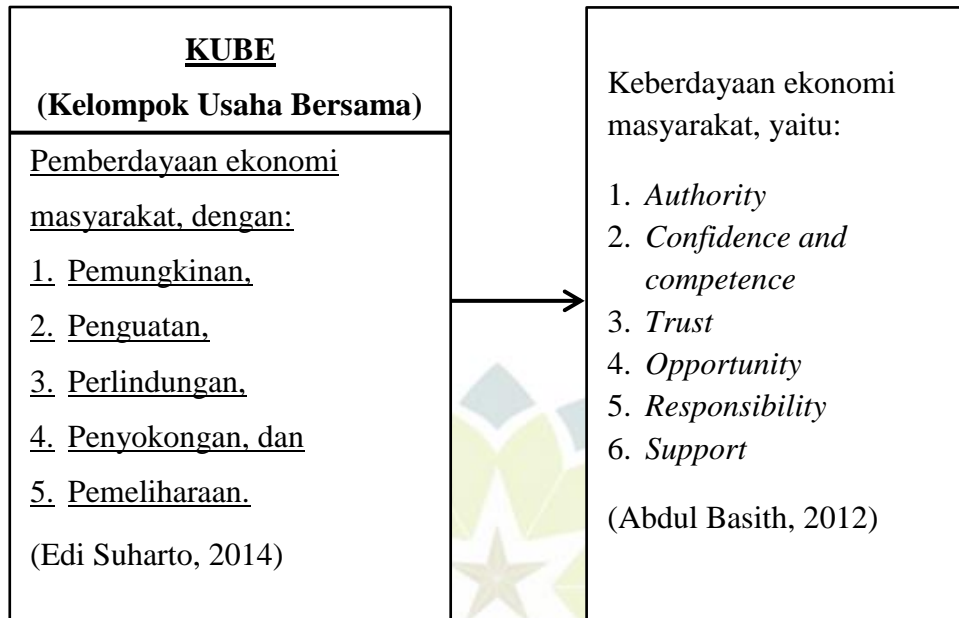 KUBE
(Kelompok Usaha Bersama)
Pemberdayaan ekonomi
masyarakat, dengan:
1. Pemungkinan,
2. Penguatan,
3. Perlindungan,
4. Penyokongan, dan
5. Pemeliharaan.
(Edi Suharto, 2014)
Keberdayaan ekonomi
masyarakat, yaitu:
1. Authority
2. Confidence and
competence
3. Trust
4. Opportunity
5. Responsibility
6. Support
(Abdul Basith, 2012)